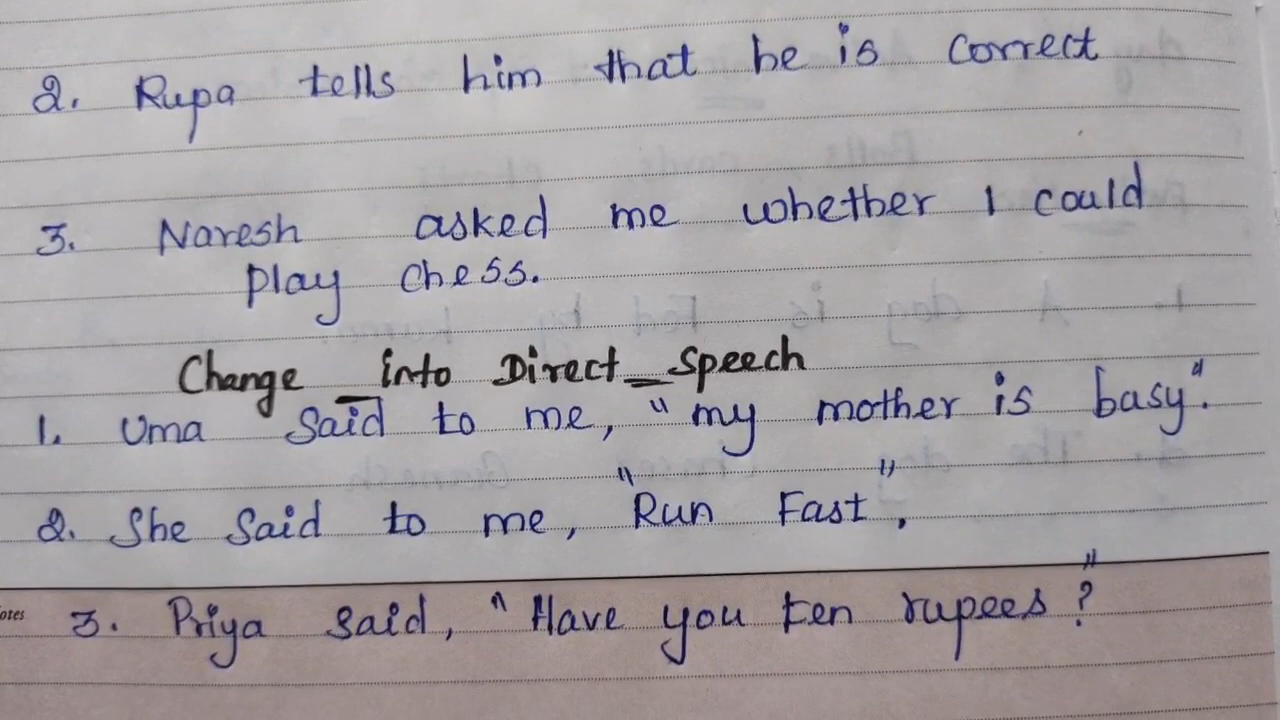 2. Rupa tells him that he is correct
3. Naresh asked me whether I could
play chess.
Change into Direct speech
1. Uma said to me, "my mother is basy".
2. She said to me, "Run Fast",
otes
3. Priya said, "Have you ten rupees?"